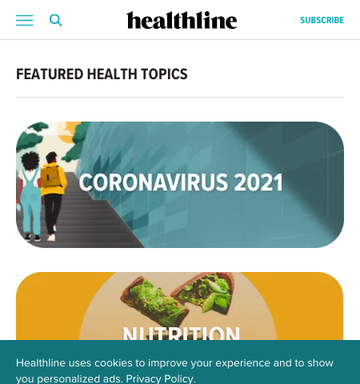 healthline
SUBSCRIBE
FEATURED HEALTH TOPICS
CORONAVIRUS 2021
NUTRITION
Healthline uses cookies to improve your experience and to show
you personalized ads. Privacy Policy.